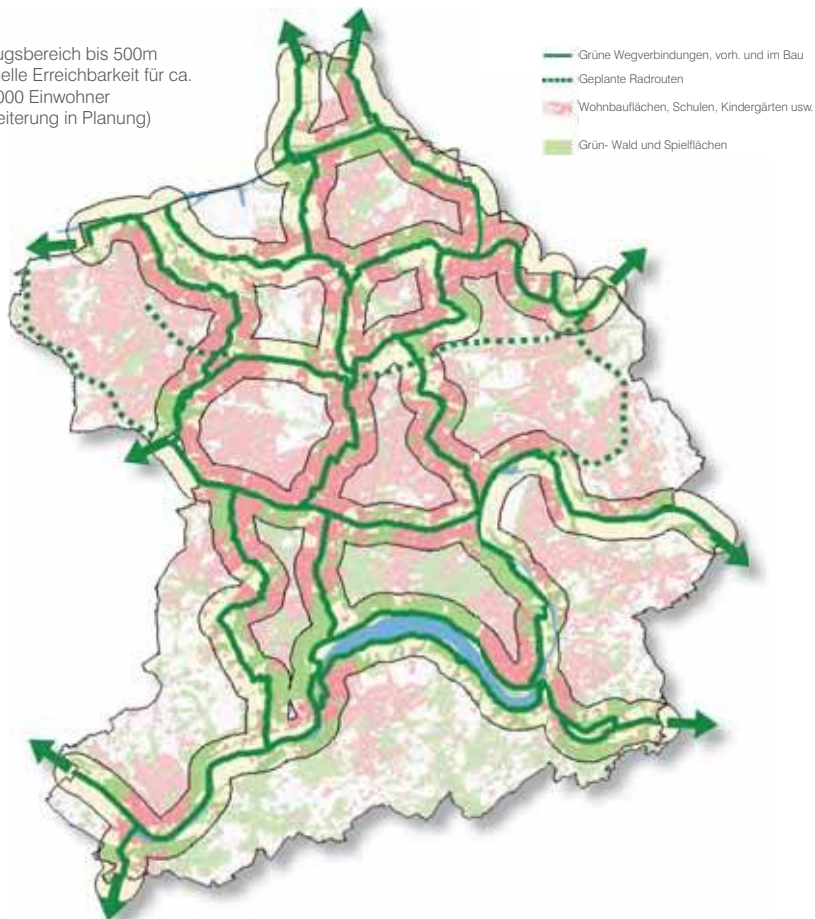 ugsbereich bis 500m
nelle Erreichbarkeit für ca.
000 Einwohner
eiterung in Planung)
Grüne Wegverbindungen, vorh. und im Bau
Geplante Radrouten
Wohnbauflächen, Schulen, Kindergärten usw.
Grün- Wald und Spielflächen